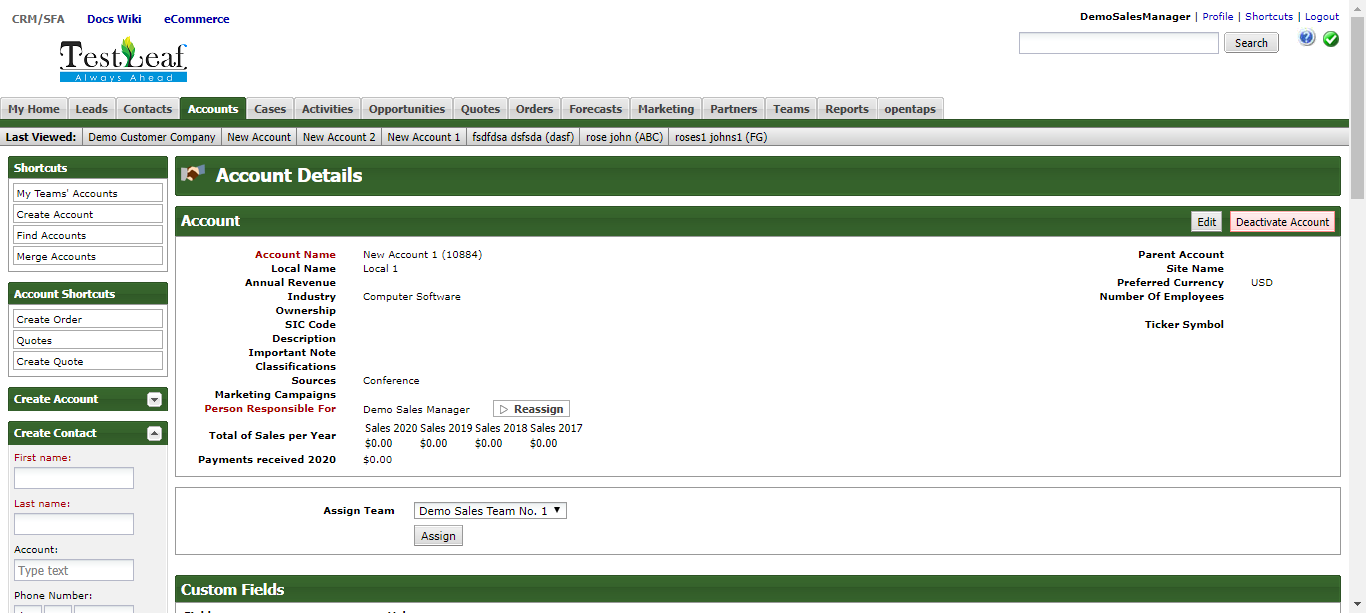 CRM/SFA Docs Wiki eCommerce
DemoSalesManager | Profile | Shortcuts | Logout
TestLeaf
Always Ahead
Search
My Home Leads Contacts Accounts Cases Activities Opportunities Quotes Orders Forecasts Marketing Partners Teams Reports opentaps
Last Viewed: Demo Customer Company New Account New Account 2 New Account 1 fsdfdsa dsfsda (dasf) rose john (ABC) roses1 johns1 (FG)
Shortcuts
My Teams' Accounts
Create Account
Find Accounts
Merge Accounts
Account Shortcuts
Create Order
Quotes
Create Quote
Create Account
Create Contact
First name:
Last name:
Account:
Type text
Phone Number:
Account Details
Account Edit Deactivate Account
Account Name New Account 1 (10884) Parent Account
Local Name Local 1 Site Name
Annual Revenue Preferred Currency USD
Industry Computer Software Number Of Employees
Ownership
SIC Code Ticker Symbol
Description
Important Note
Classifications
Sources Conference
Marketing Campaigns
Person Responsible For Demo Sales Manager Reassign
Total of Sales per Year Sales 2020 Sales 2019 Sales 2018 Sales 2017
$0.00 $0.00 $0.00 $0.00
Payments received 2020 $0.00
Assign Team Demo Sales Team No. 1
Assign
Custom Fields